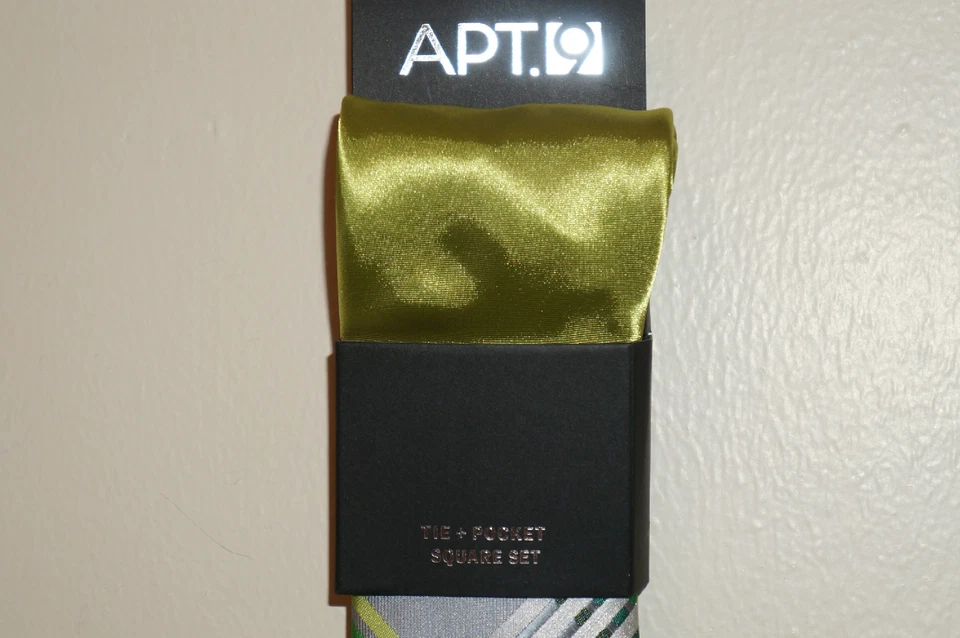 APT.9
TIE + POCKET
SQUARE SET